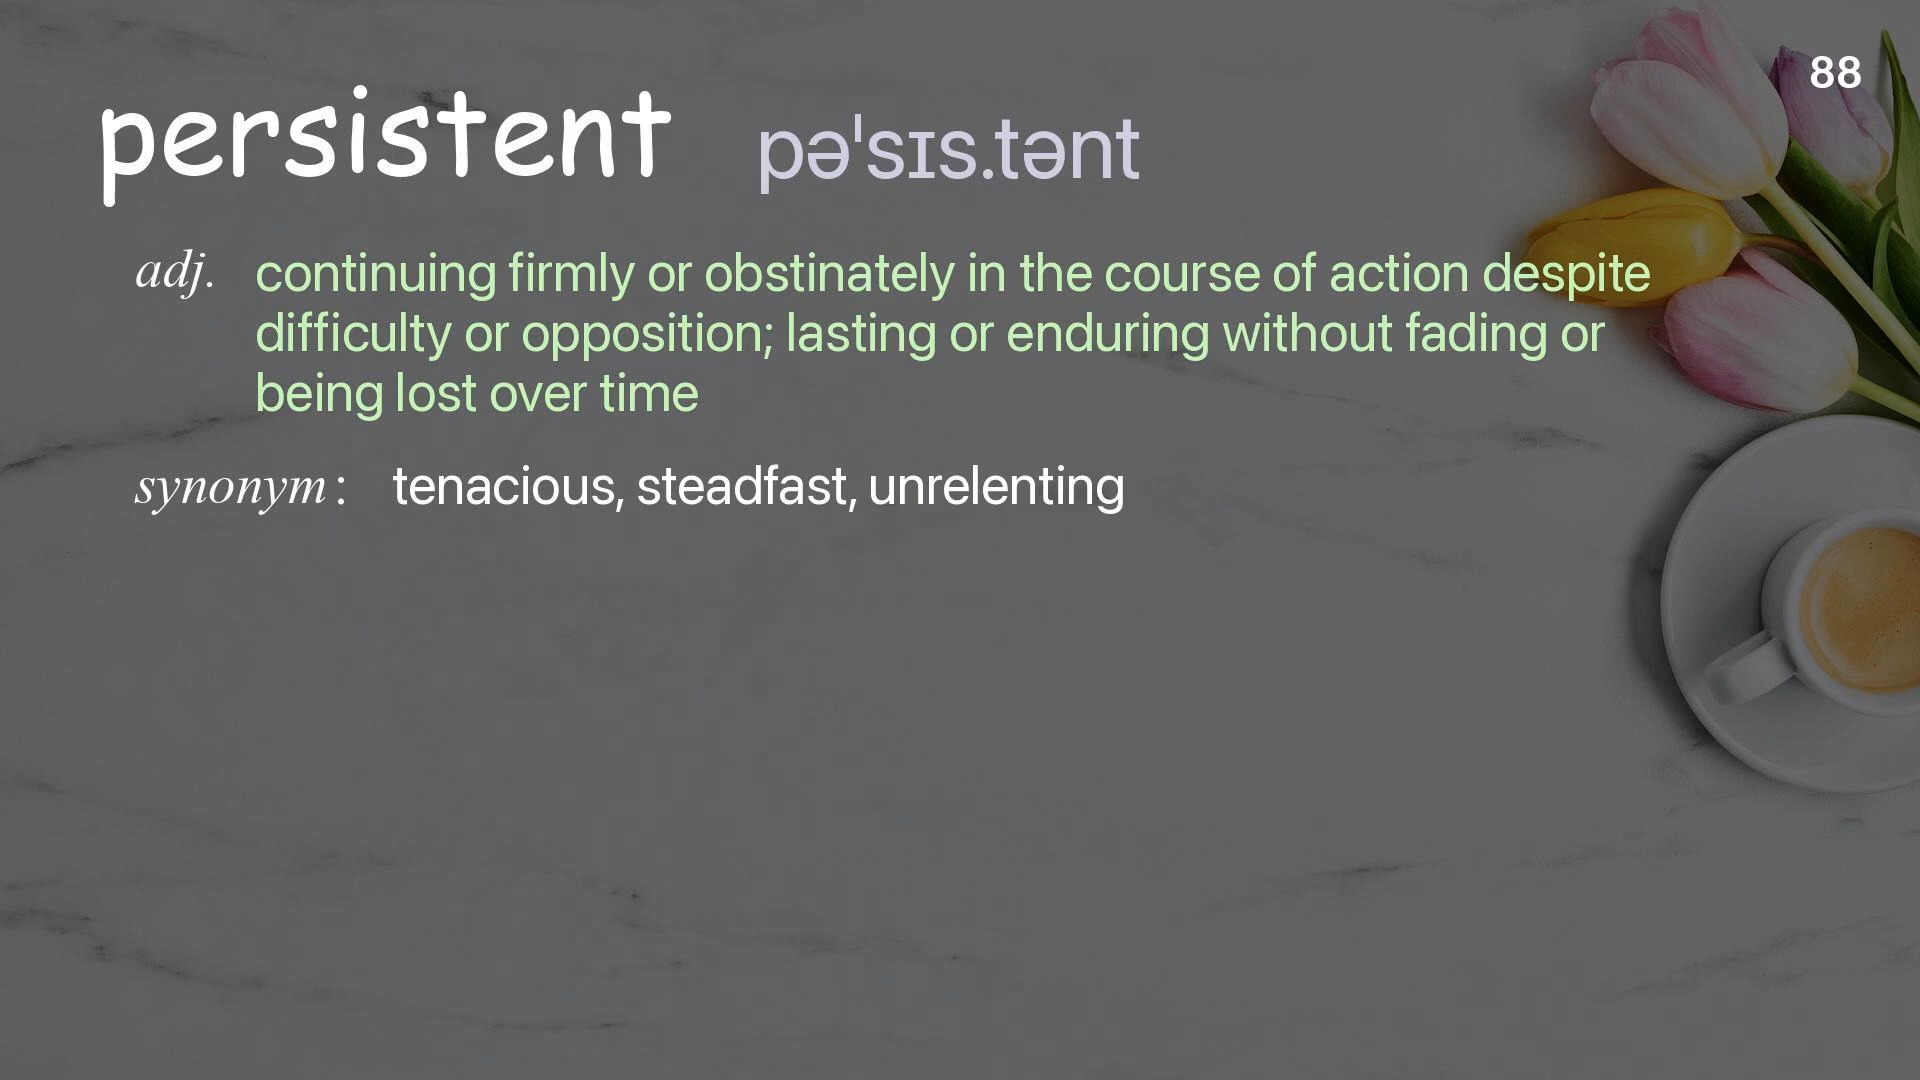 88
persistent pəˈsɪs.tənt
adj. continuing firmly or obstinately in the course of action despite
difficulty or opposition; lasting or enduring without fading or
being lost over time
synonym: tenacious, steadfast, unrelenting